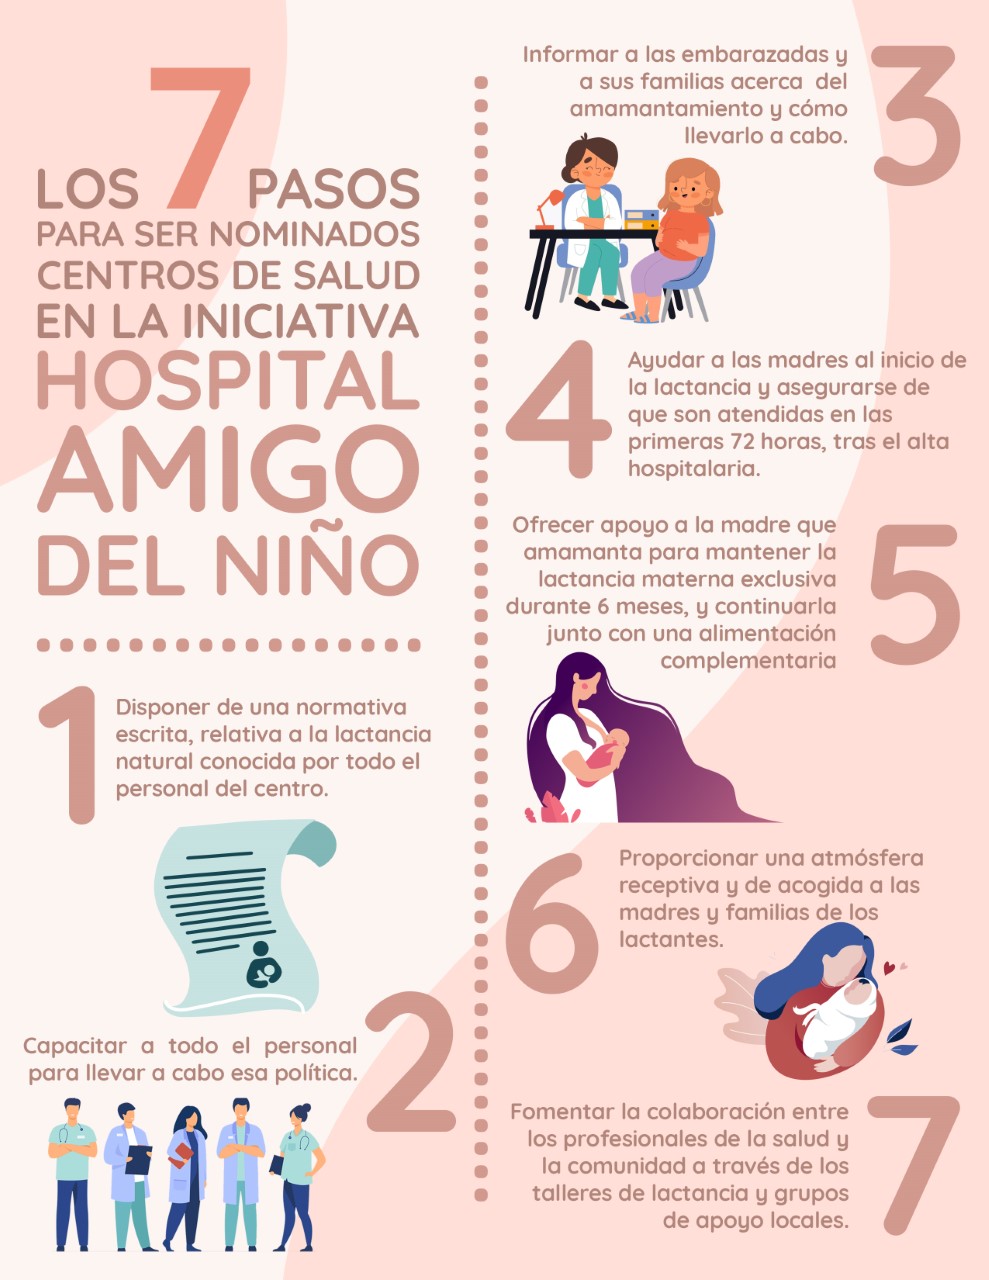 LOS 7 PASOS
PARA SER NOMINADOS
CENTROS DE SALUD
EN LA INICIATIVA
HOSPITAL
AMIGO
DEL NIÑO
1
Disponer de una normativa
escrita, relativa a la lactancia
natural conocida por todo el
personal del centro.
2
Capacitar a todo el personal
para llevar a cabo esa política.
3
Informar a las embarazadas y
a sus familias acerca del
amamantamiento y cómo
llevarlo a cabo.
4
Ayudar a las madres al inicio de
la lactancia y asegurarse de
que son atendidas en las
primeras 72 horas, tras el alta
hospitalaria.
5
Ofrecer apoyo a la madre que
amamanta para mantener la
lactancia materna exclusiva
durante 6 meses, y continuarla
junto con una alimentación
complementaria
6
Proporcionar una atmósfera
receptiva y de acogida a las
madres y familias de los
lactantes.
7
Fomentar la colaboración entre
los profesionales de la salud y
la comunidad a través de los
talleres de lactancia y grupos
de apoyo locales.